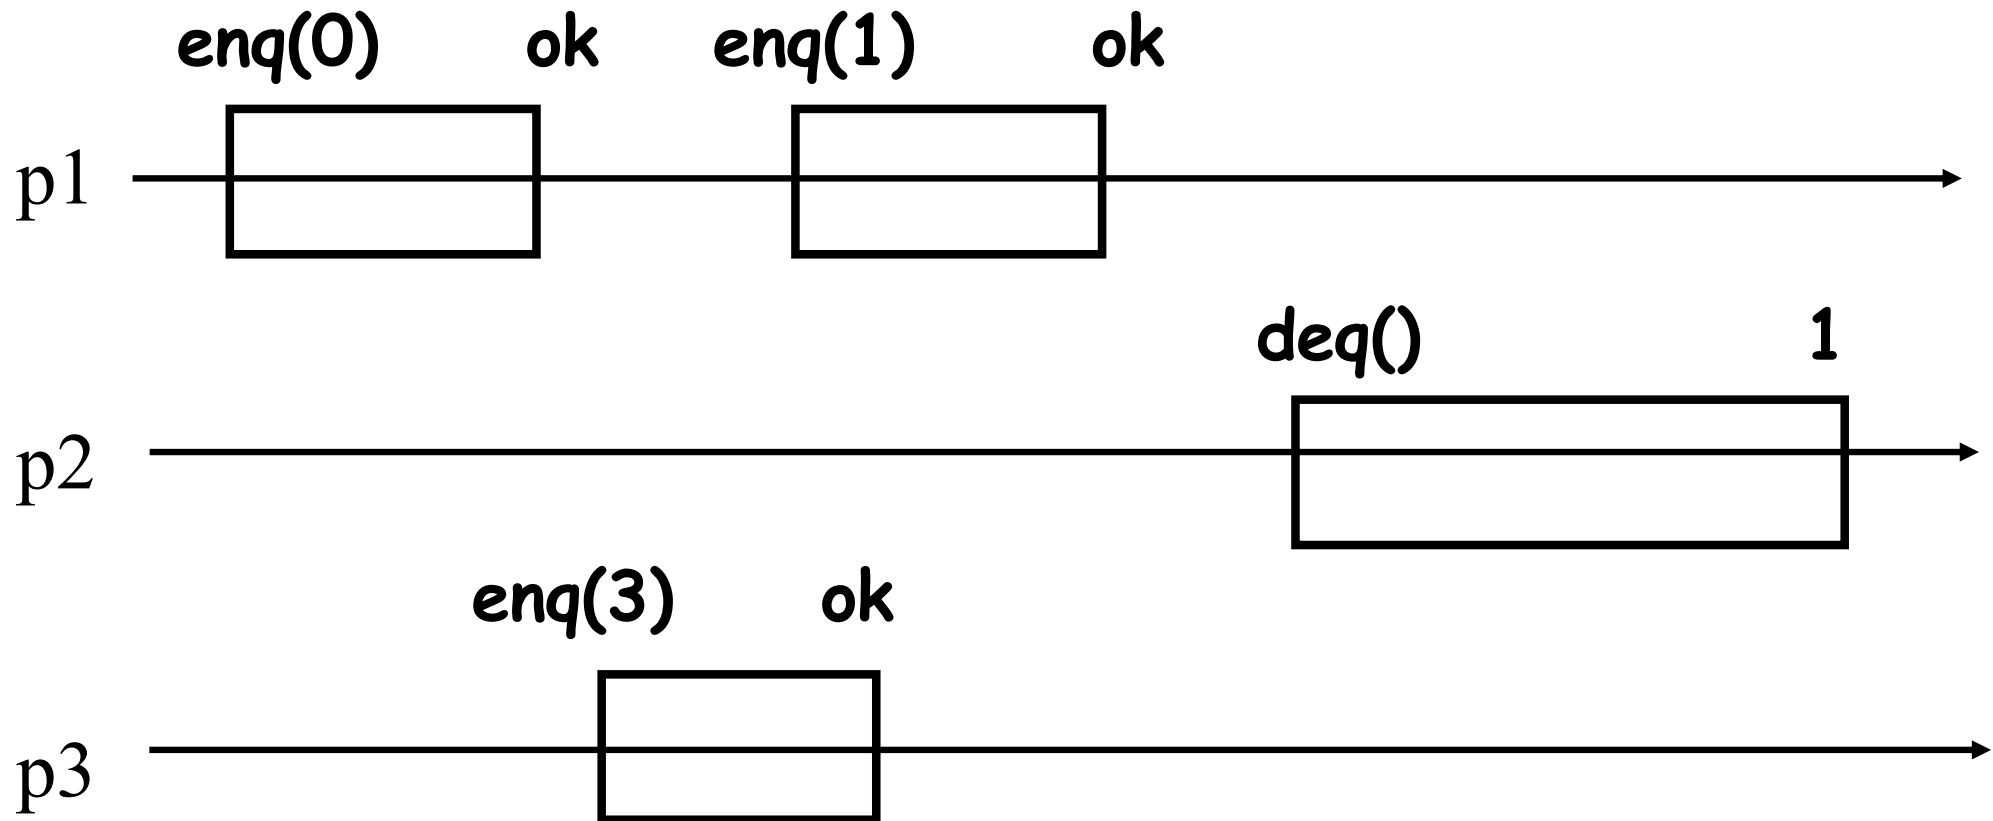 enq(0) ok enq(1) ok
p1
deq() 1
p2
enq(3) ok
p3